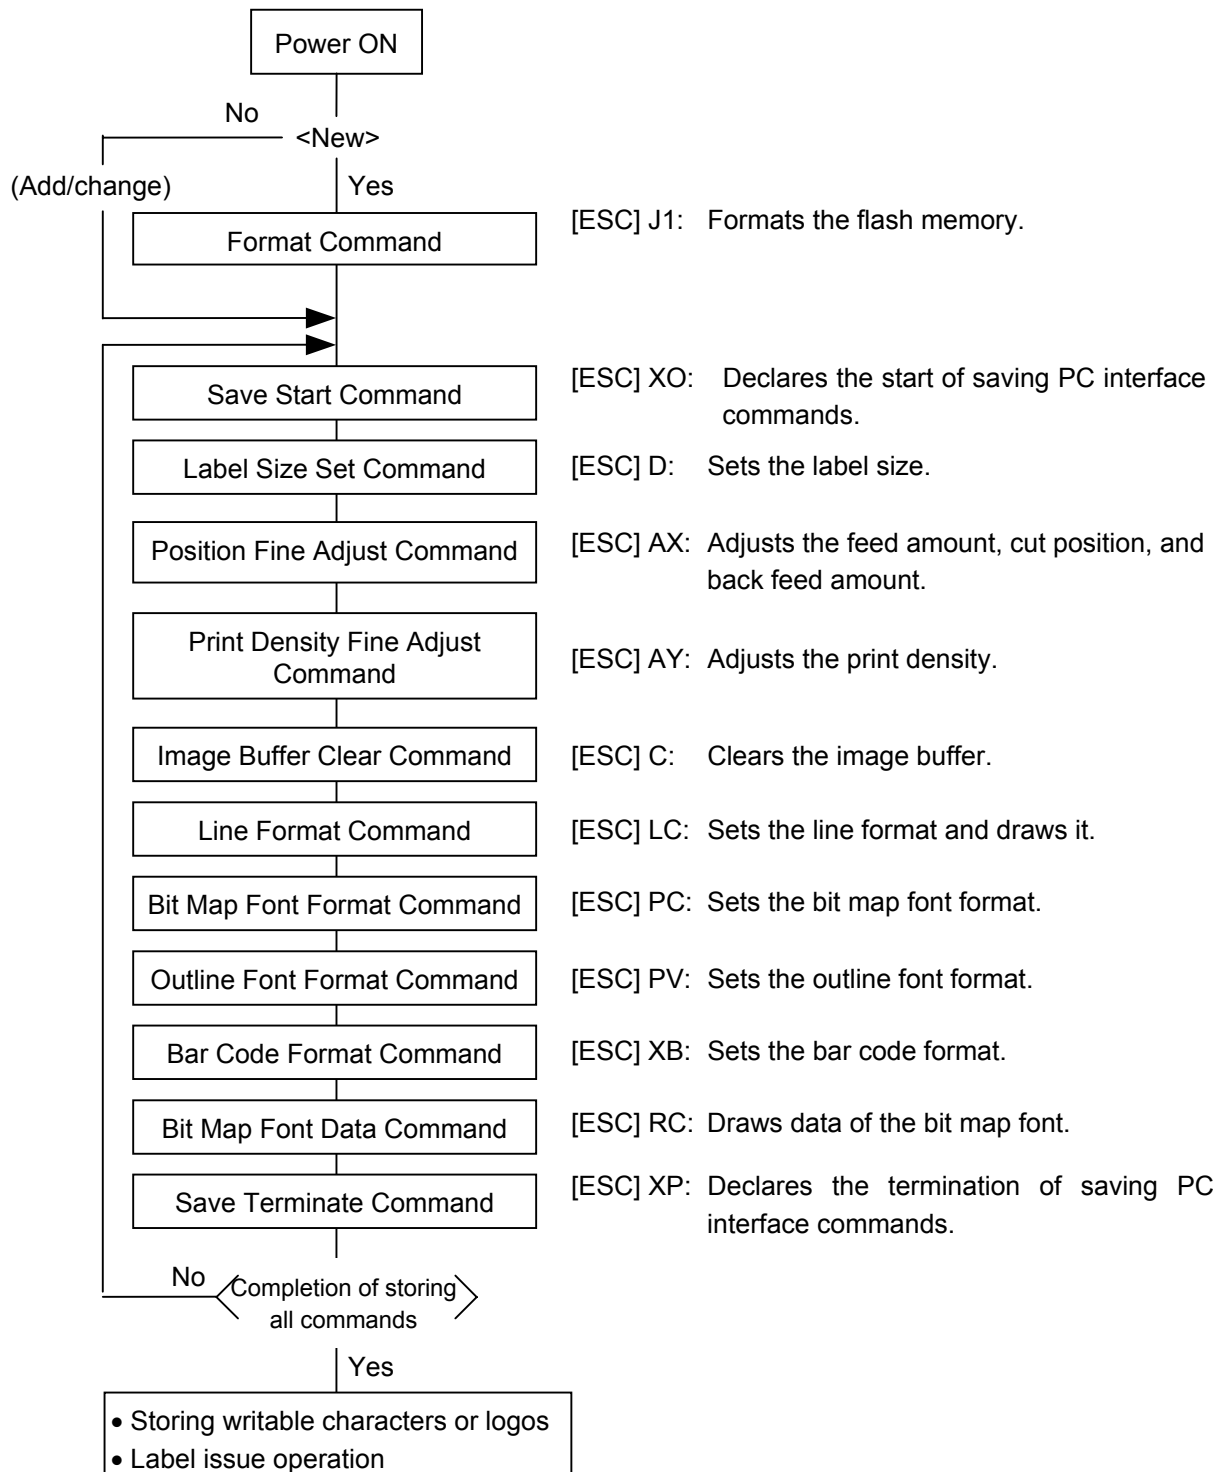 Power ON
No
<New>
(Add/change)
Yes
Format Command
[ESC] J1: Formats the flash memory.
Save Start Command
[ESC] XO: Declares the start of saving PC interface
commands.
Label Size Set Command
[ESC] D: Sets the label size.
Position Fine Adjust Command
[ESC] AX: Adjusts the feed amount, cut position, and
back feed amount.
Print Density Fine Adjust
Command
[ESC] AY: Adjusts the print density.
Image Buffer Clear Command
[ESC] C: Clears the image buffer.
Line Format Command
[ESC] LC: Sets the line format and draws it.
Bit Map Font Format Command
[ESC] PC: Sets the bit map font format.
Outline Font Format Command
[ESC] PV: Sets the outline font format.
Bar Code Format Command
[ESC] XB: Sets the bar code format.
Bit Map Font Data Command
[ESC] RC: Draws data of the bit map font.
Save Terminate Command
[ESC] XP: Declares the termination of saving PC
interface commands.
No
Completion of storing
all commands
Yes
• Storing writable characters or logos
• Label issue operation